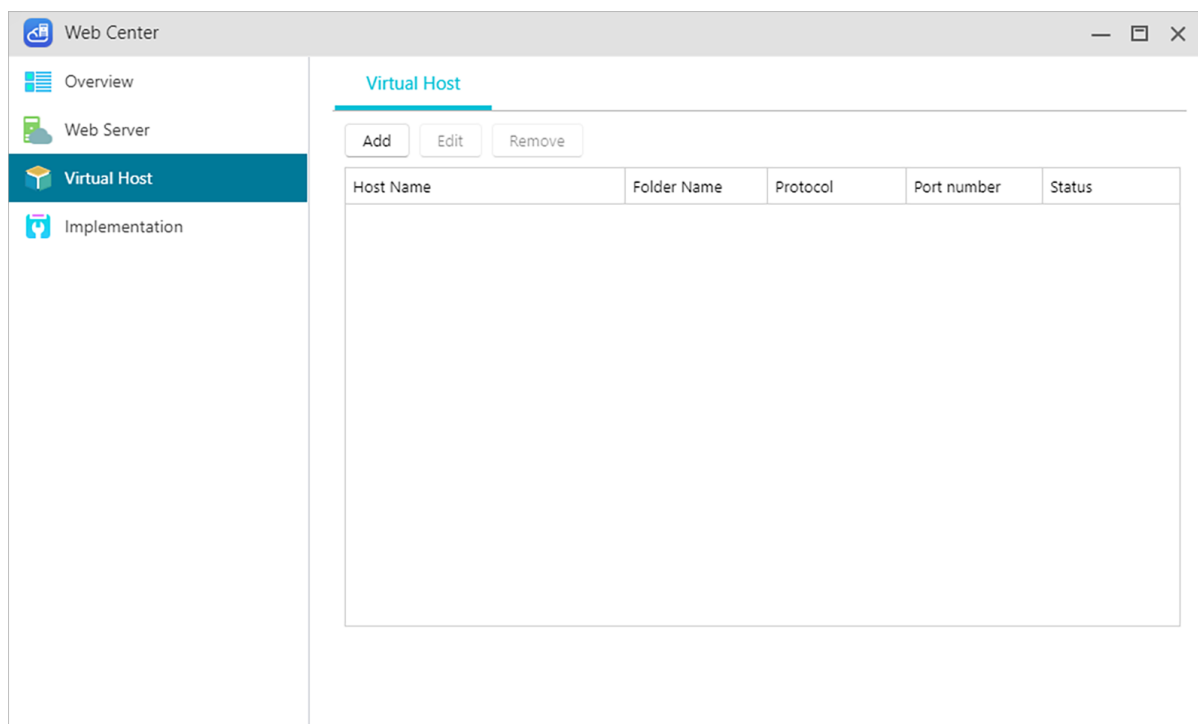 Web Center
Overview
Web Server
Virtual Host
Implementation
Virtual Host
Add Edit Remove
Host Name Folder Name Protocol Port number Status